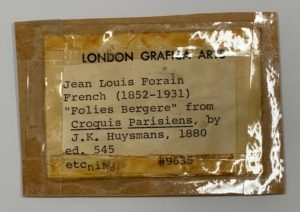 LONDON GRAFICA ARTS
Jean Louis Forain
French (1852-1931)
"Folies Bergere" from
Croquis Parisiens, by
J.K. Huysmans, 1880
ed. 545
etching #9635